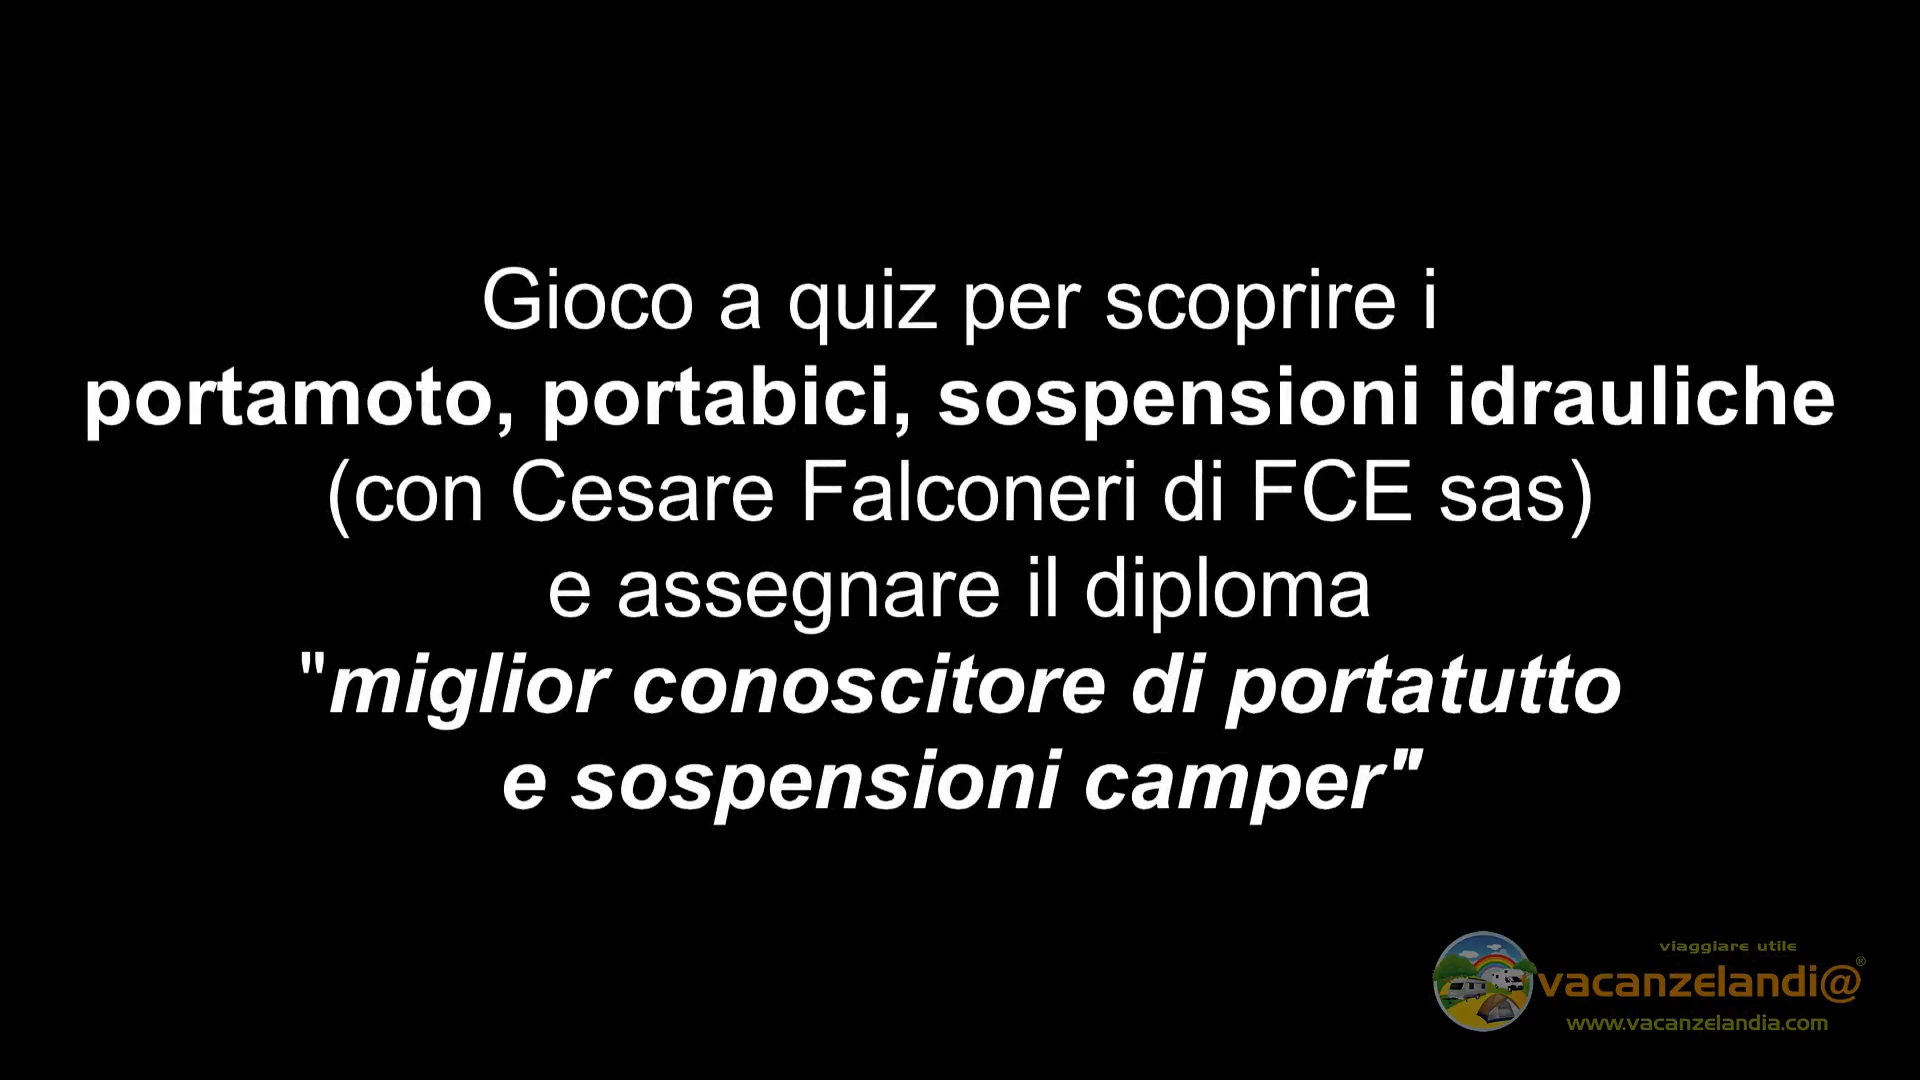 Gioco a quiz per scoprire i
portamoto, portabici, sospensioni idrauliche
(con Cesare Falconeri di FCE sas)
e assegnare il diploma
"miglior conoscitore di portatutto
e sospensioni camper"
viaggiare utile
vacanzelandi@®
www.vacanzelandia.com